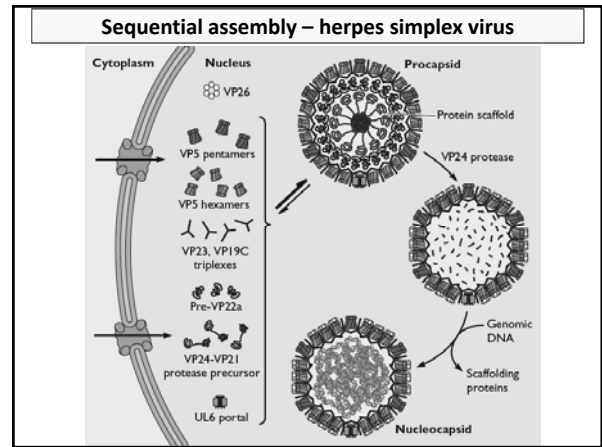 Sequential assembly – herpes simplex virus
Cytoplasm
Nucleus
VP26
VP5 pentamers
VP5 hexamers
VP23, VP19C
triplexes
Pre-VP22a
VP24-VP21
protease precursor
UL6 portal
Procapsid
Protein scaffold
VP24 protease
Genomic
DNA
Scaffolding
proteins
Nucleocapsid